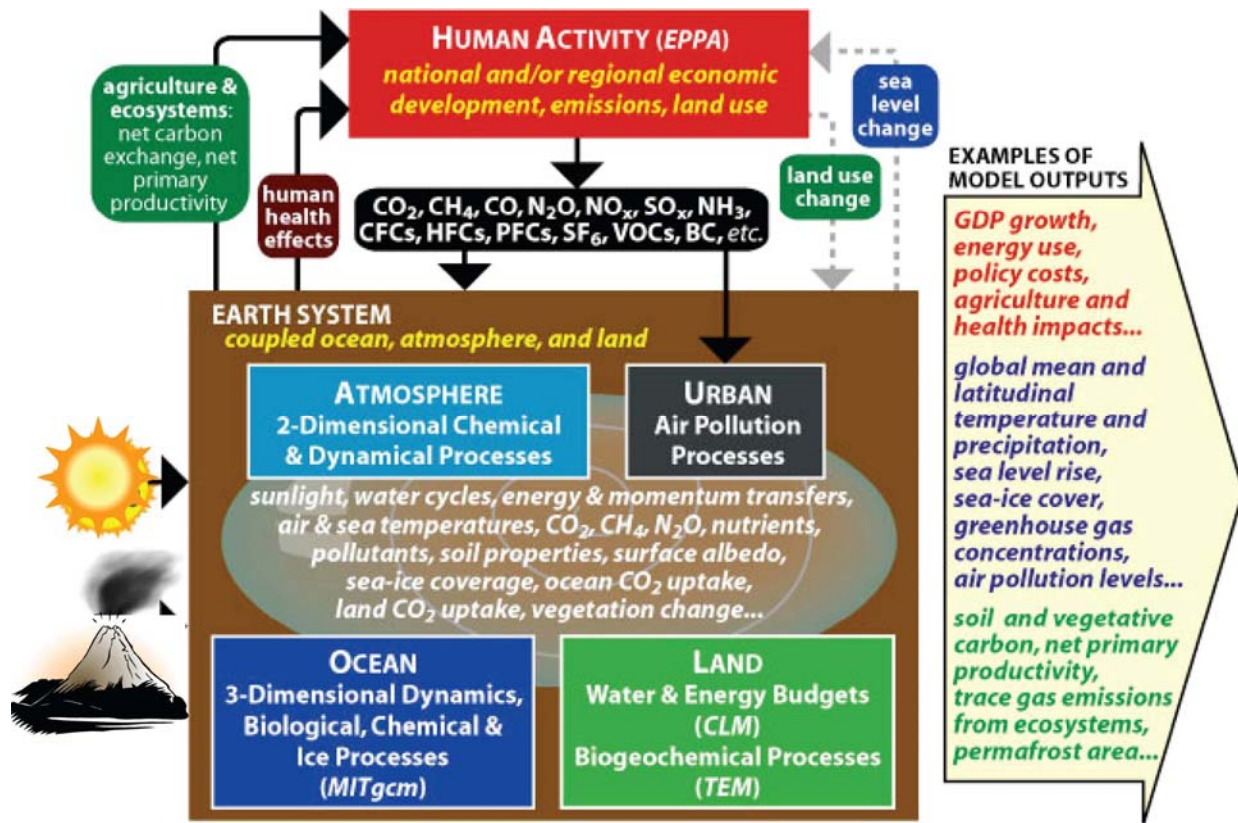 HUMAN ACTIVITY (EPPA)
national and/or regional economic
development, emissions, land use
agriculture &
ecosystems:
net carbon
exchange, net
primary
productivity
human
health
effects
sea
level
change
land use
change
CO₂, CH₄, CO, N₂O, NOₓ, SOₓ, NH₃,
CFCs, HFCs, PFCs, SF₆, VOCs, BC, etc.
EARTH SYSTEM
coupled ocean, atmosphere, and land
ATMOSPHERE
2-Dimensional Chemical
& Dynamical Processes
URBAN
Air Pollution
Processes
sunlight, water cycles, energy & momentum transfers,
air & sea temperatures, CO₂, CH₄, N₂O, nutrients,
pollutants, soil properties, surface albedo,
sea-ice coverage, ocean CO₂ uptake,
land CO₂ uptake, vegetation change...
OCEAN
3-Dimensional Dynamics,
Biological, Chemical &
Ice Processes
(MITgcm)
LAND
Water & Energy Budgets
(CLM)
Biogeochemical Processes
(TEM)
EXAMPLES OF
MODEL OUTPUTS
GDP growth,
energy use,
policy costs,
agriculture and
health impacts...
global mean and
latitudinal
temperature and
precipitation,
sea level rise,
sea-ice cover,
greenhouse gas
concentrations,
air pollution levels...
soil and vegetative
carbon, net primary
productivity,
trace gas emissions
from ecosystems,
permafrost area...